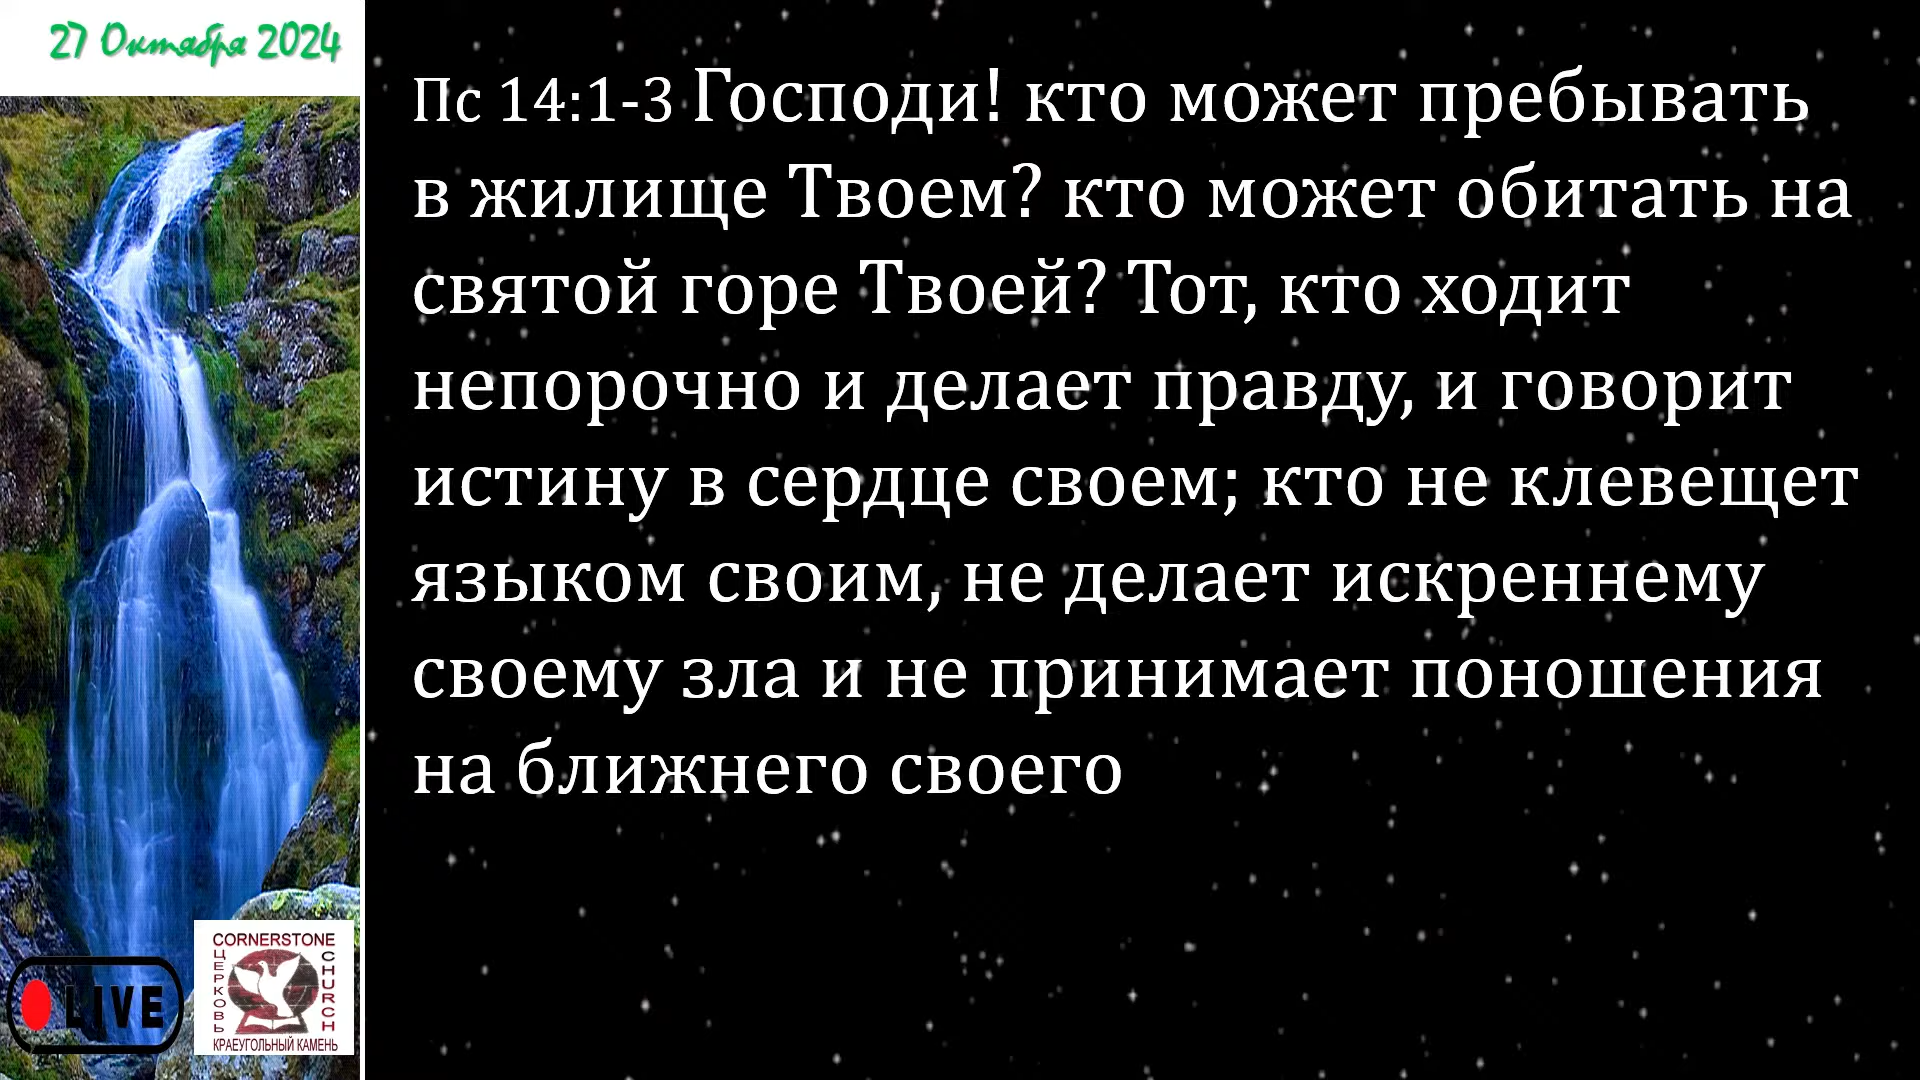 27 Октября 2024
Пс 14:1-3 Господи! кто может пребывать
в жилище Твоем? кто может обитать на
святой горе Твоей? Тот, кто ходит
непорочно и делает правду, и говорит
истину в сердце своем; кто не клевещет
языком своим, не делает искреннему
своему зла и не принимает поношения
на ближнего своего
LIVE
CORNERSTONE
ЦЕРКОВЬ
CHURCH
КРАЕУГОЛЬНЫЙ КАМЕНЬ